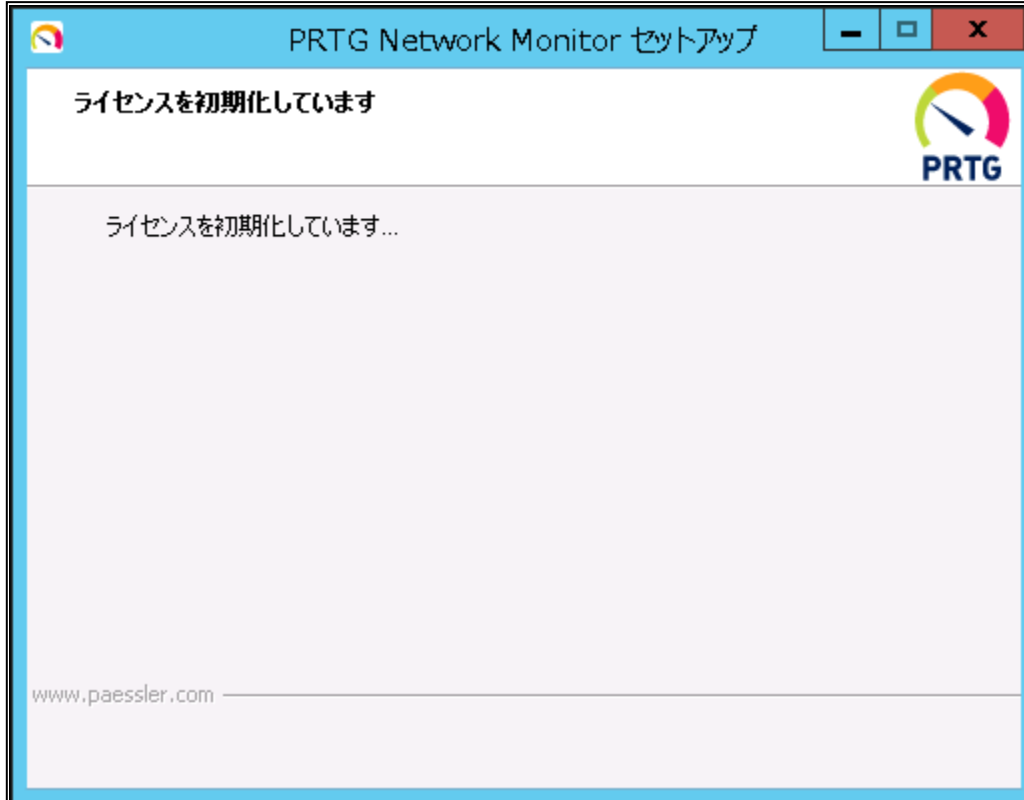 PRTG Network Monitor セットアップ
ライセンスを初期化しています
PRTG
ライセンスを初期化しています...
www.paessler.com